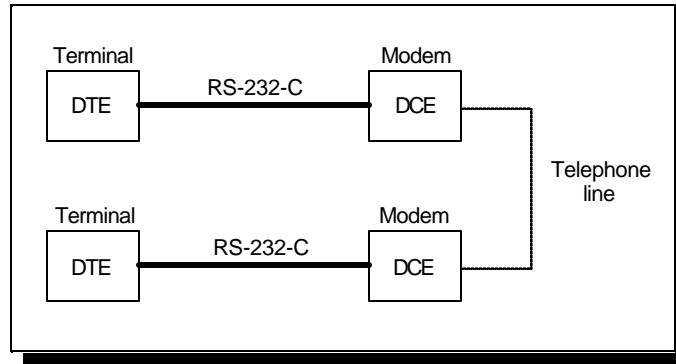 Terminal
Modem
DTE
RS-232-C
DCE
Telephone
line
Terminal
Modem
DTE
RS-232-C
DCE